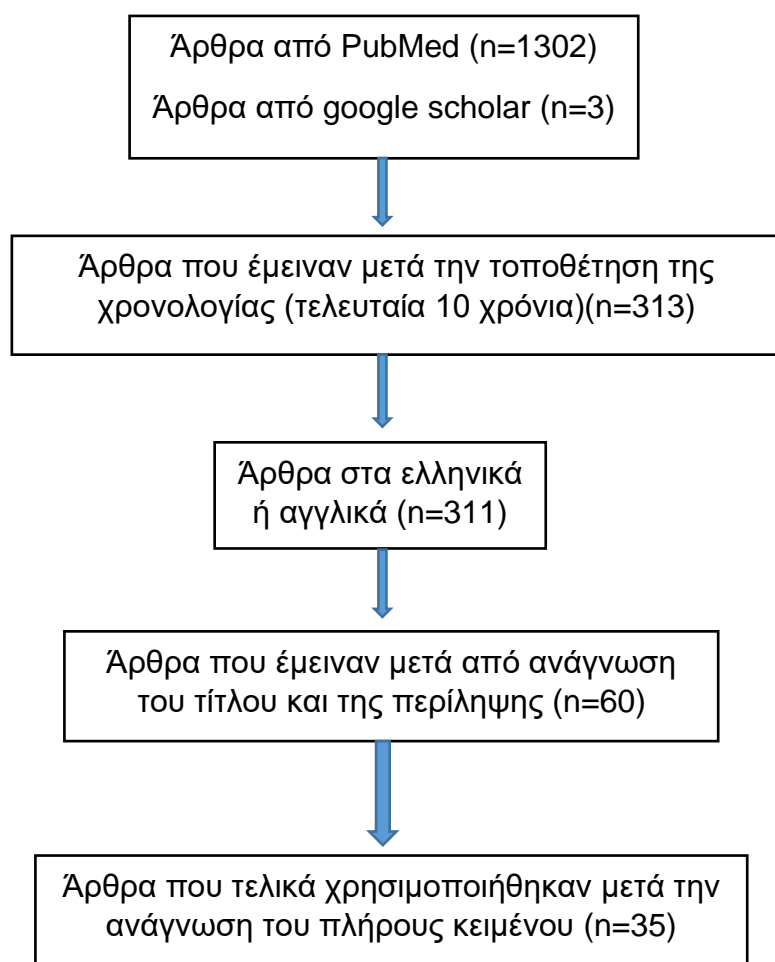 Άρθρα από PubMed (n=1302)
Άρθρα από google scholar (n=3)
Άρθρα που έμειναν μετά την τοποθέτηση της
χρονολογίας (τελευταία 10 χρόνια)(n=313)
Άρθρα στα ελληνικά
ή αγγλικά (n=311)
Άρθρα που έμειναν μετά από ανάγνωση
του τίτλου και της περίληψης (n=60)
Άρθρα που τελικά χρησιμοποιήθηκαν μετά την
ανάγνωση του πλήρους κειμένου (n=35)